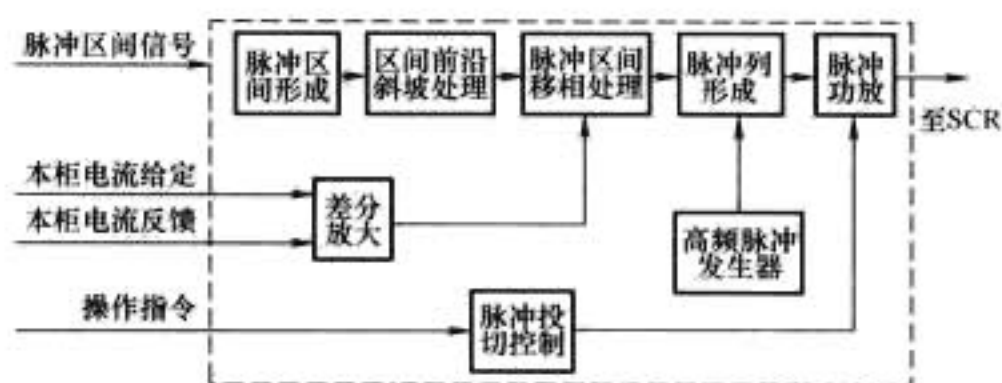 脉冲区间信号
脉冲区
间形成
区间前沿
斜坡处理
脉冲区间
移相处理
脉冲列
形成
脉冲
功放
至SCR
本柜电流给定
本柜电流反馈
差分
放大
高频脉冲
发生器
操作指令
脉冲投
切控制